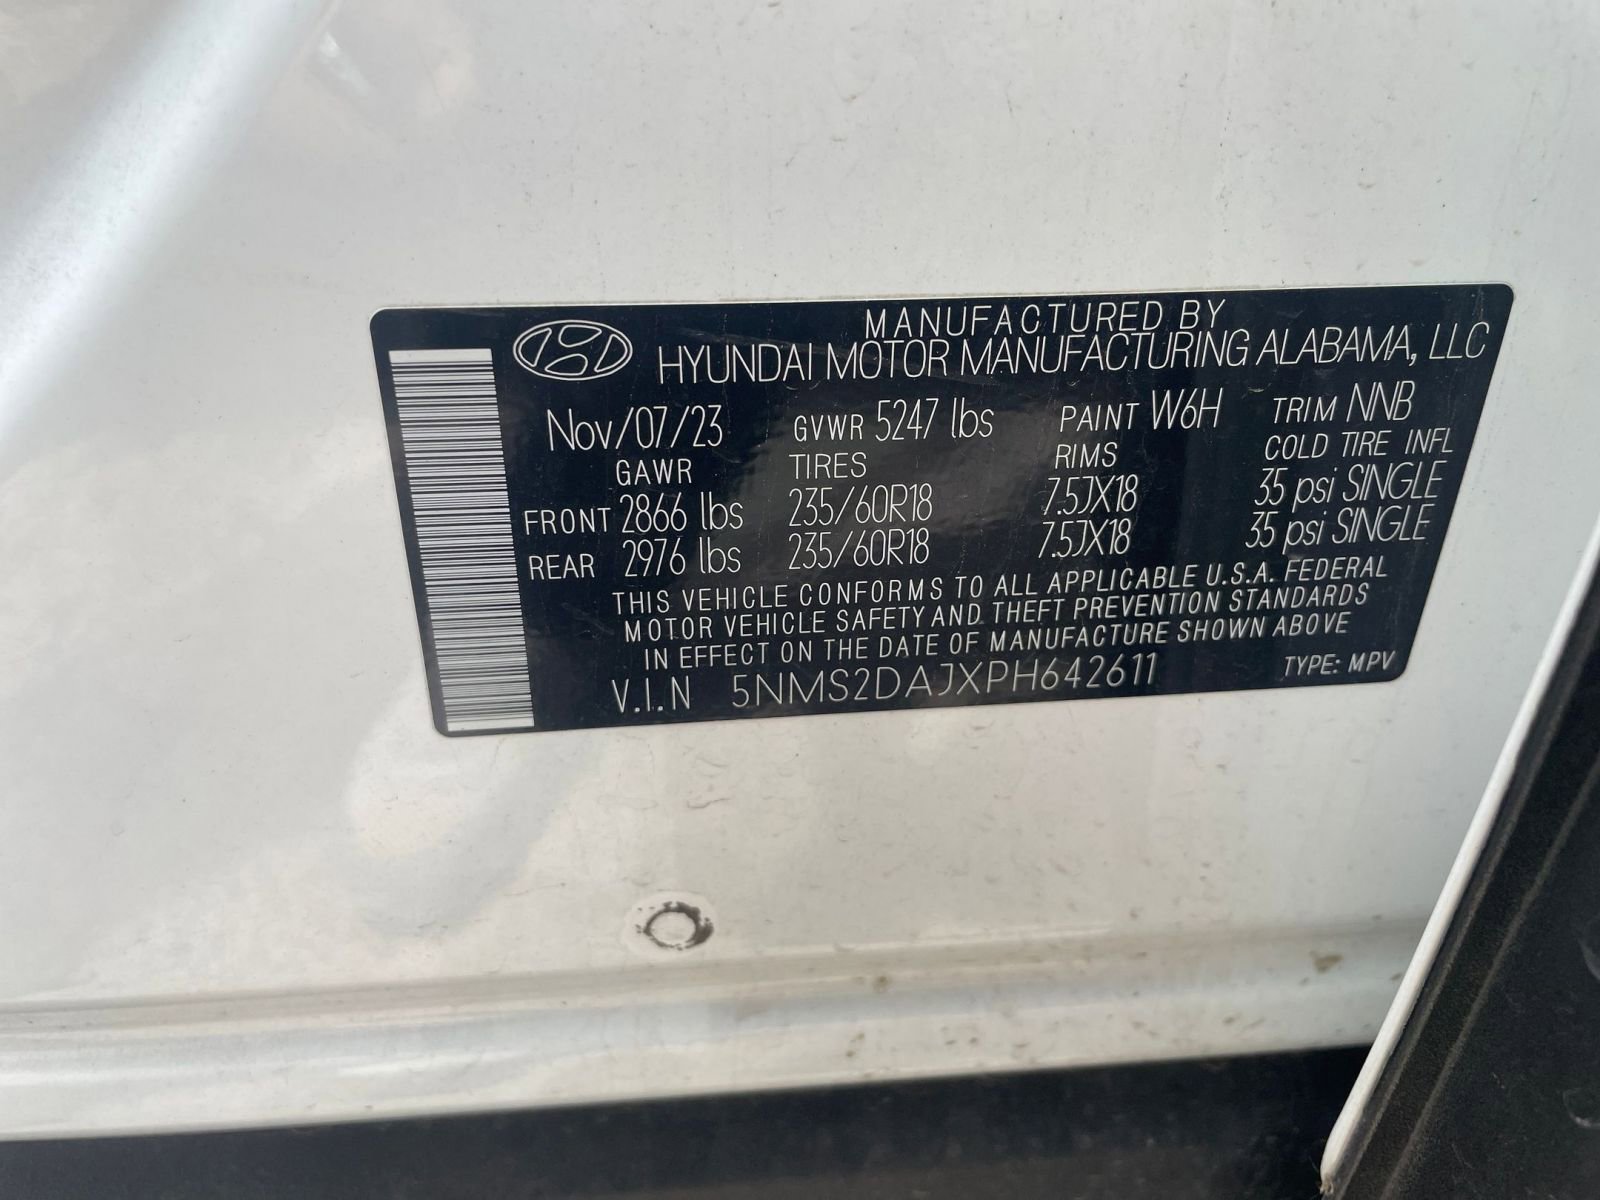 MANUFACTURED BY
HYUNDAI MOTOR MANUFACTURING ALABAMA, LLC
Nov/07/23 GVWR 5247 lbs PAINT W6H TRIM NNB
GAWR TIRES RIMS COLD TIRE INFL
FRONT 2866 lbs 235/60R18 7.5JX18 35 psi SINGLE
REAR 2976 lbs 235/60R18 7.5JX18 35 psi SINGLE
THIS VEHICLE CONFORMS TO ALL APPLICABLE U.S.A. FEDERAL
MOTOR VEHICLE SAFETY AND THEFT PREVENTION STANDARDS
IN EFFECT ON THE DATE OF MANUFACTURE SHOWN ABOVE
V.I.N 5NMS2DAJXPH642611 TYPE: MPV